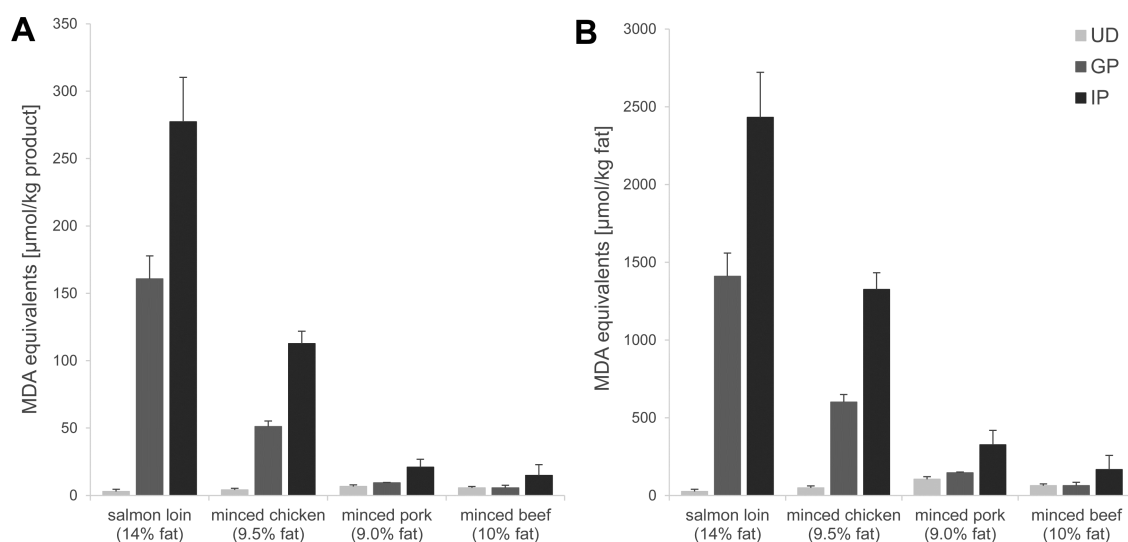 A
MDA equivalents [µmol/kg product]
350
300
250
200
150
100
50
0
salmon loin
(14% fat)
minced chicken
(9.5% fat)
minced pork
(9.0% fat)
minced beef
(10% fat)
B
MDA equivalents [µmol/kg fat]
3000
2500
2000
1500
1000
500
0
salmon loin
(14% fat)
minced chicken
(9.5% fat)
minced pork
(9.0% fat)
minced beef
(10% fat)
UD
GP
IP